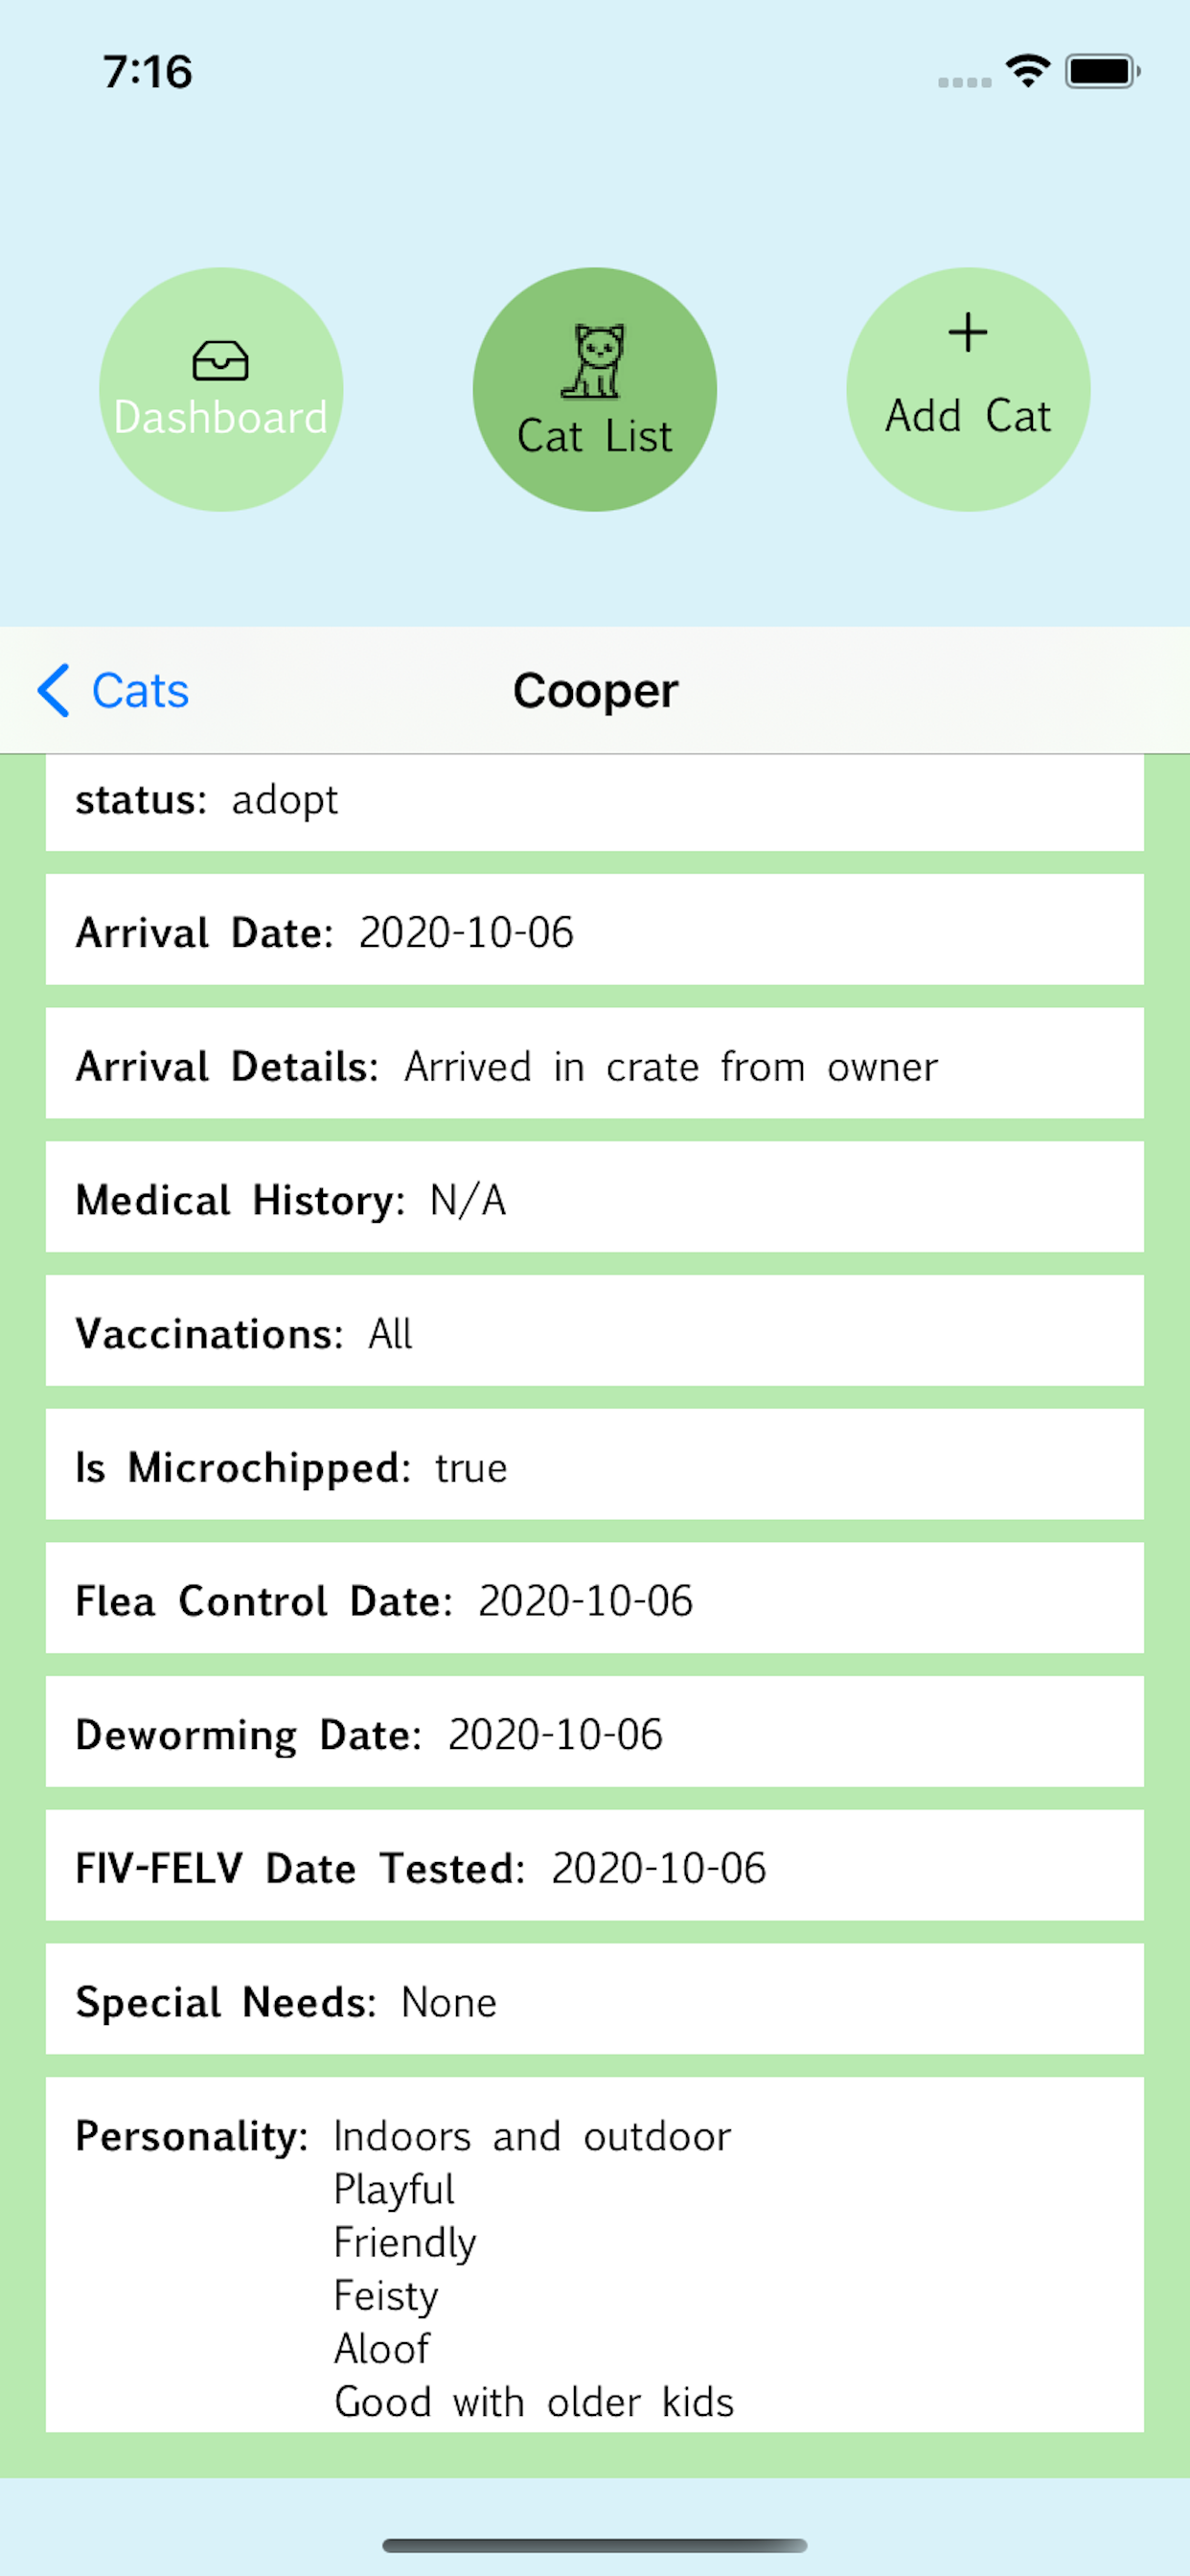 7:16
Dashboard
Cat List
Add Cat
Cats
Cooper
status: adopt
Arrival Date: 2020-10-06
Arrival Details: Arrived in crate from owner
Medical History: N/A
Vaccinations: All
Is Microchipped: true
Flea Control Date: 2020-10-06
Deworming Date: 2020-10-06
FIV-FELV Date Tested: 2020-10-06
Special Needs: None
Personality: Indoors and outdoor
Playful
Friendly
Feisty
Aloof
Good with older kids